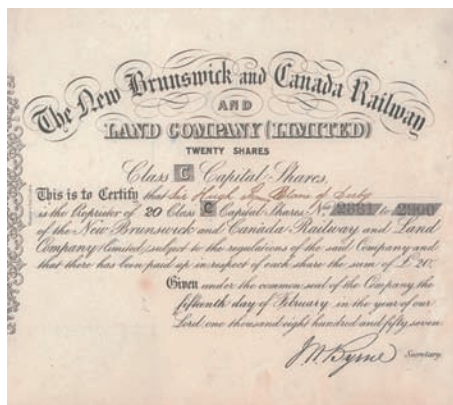 The New Brunswick and Canada Railway
AND
LAND COMPANY (LIMITED)
TWENTY SHARES
Class C Capital Shares,
This is to Certify that Sir Hugh
is the Proprietor of 20 Class C Capital Shares, No. 2881 to 2900
of the New Brunswick and Canada Railway and Land
Company Limited, subject to the regulations of the said Company and
that there has been paid up in respect of each share the sum of £20.
Given under the common seal of the Company, the
fifteenth day of February in the year of our
Lord one thousand eight hundred and fifty seven
J. W. Byrne Secretary.